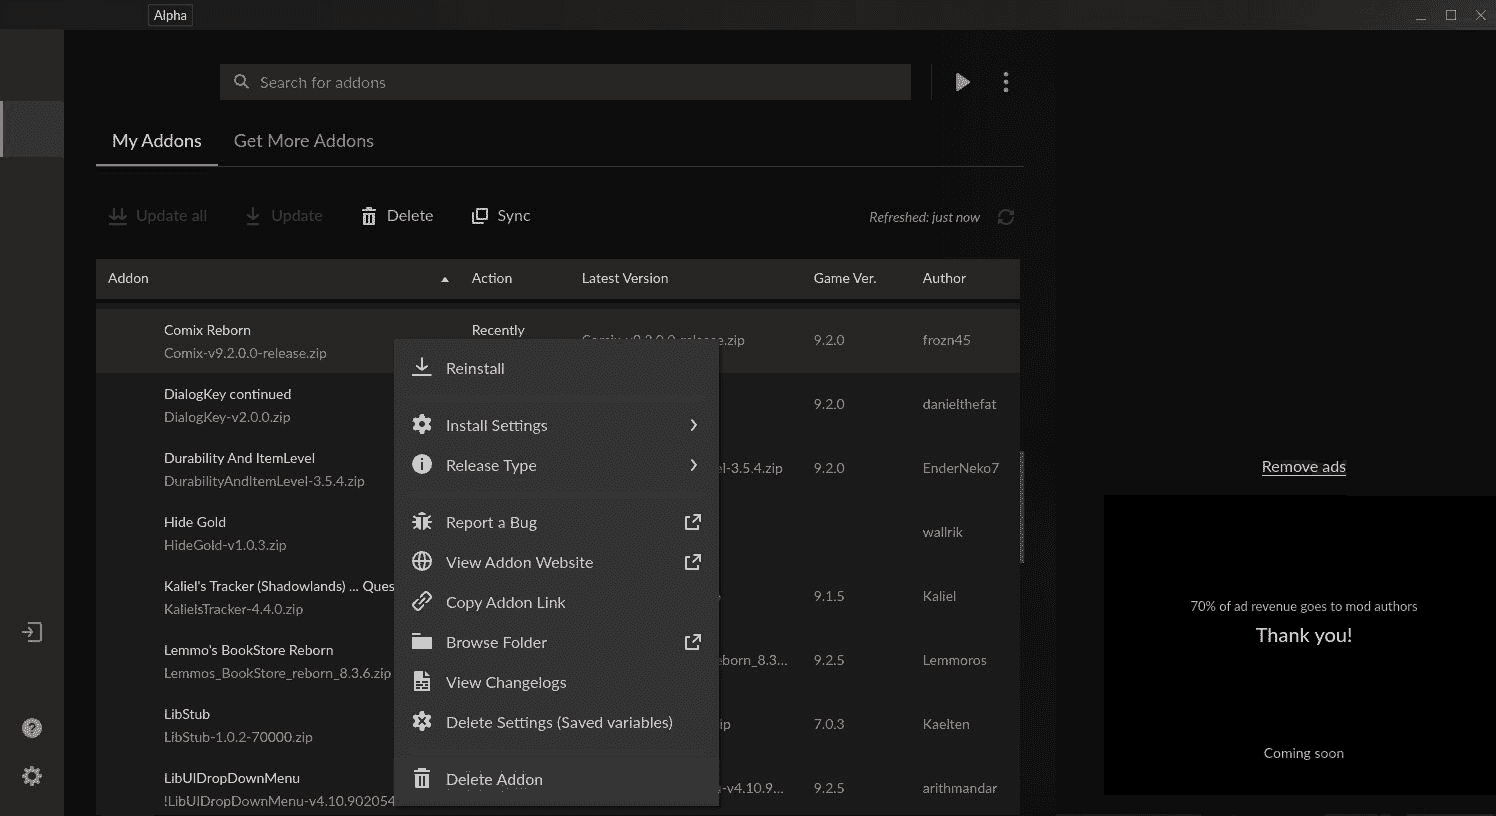 Alpha
Search for addons
My Addons Get More Addons
Update all Update Delete Sync Refreshed: just now
Addon Action Latest Version Game Ver. Author
Comix Reborn Recently
Comix-v9.2.0.0-release.zip Comix-v9.2.0.0-release.zip 9.2.0 frozn45
Reinstall
DialogKey continued
DialogKey-v2.0.0.zip 9.2.0 danielthefat
Install Settings
Durability And ItemLevel
DurabilityAndItemLevel-3.5.4.zip l-3.5.4.zip 9.2.0 EnderNeko7
Release Type
Hide Gold
HideGold-v1.0.3.zip wallrik
Report a Bug
View Addon Website
Kaliel's Tracker (Shadowlands) ... Ques
KalielsTracker-4.4.0.zip 9.1.5 Kaliel
Copy Addon Link
Browse Folder
Lemmo's BookStore Reborn
Lemmos_BookStore_reborn_8.3.6.zip eborn_8.3... 9.2.5 Lemmoros
View Changelogs
LibStub
LibStub-1.0.2-70000.zip ip 7.0.3 Kaelten
Delete Settings (Saved variables)
LibUIDropDownMenu
!LibUIDropDownMenu-v4.10.902054 -v4.10.9... 9.2.5 arithmandar
Delete Addon
Remove ads
70% of ad revenue goes to mod authors
Thank you!
Coming soon